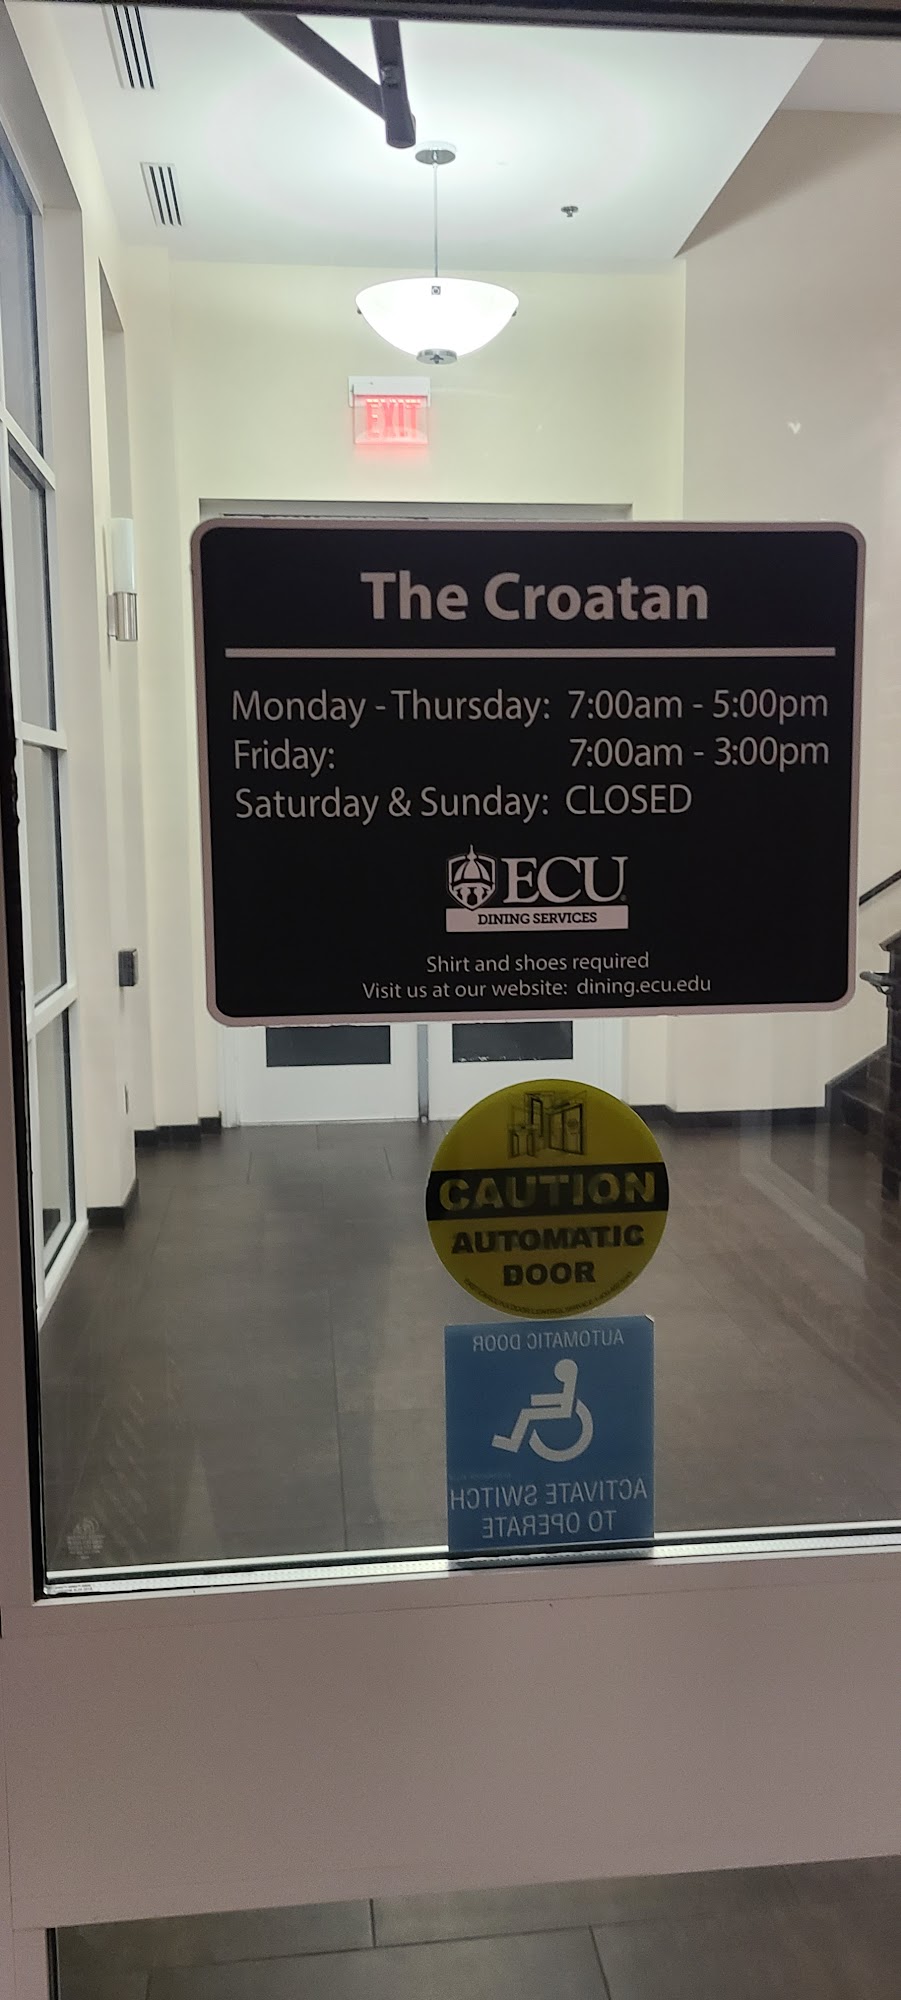 EXIT
The Croatan
Monday - Thursday: 7:00am - 5:00pm
Friday: 7:00am - 3:00pm
Saturday & Sunday: CLOSED
ECU
DINING SERVICES
Shirt and shoes required
Visit us at our website: dining.ecu.edu
CAUTION
AUTOMATIC
DOOR
AUTOMATIC DOOR
ACTIVATE SWITCH
TO OPERATE